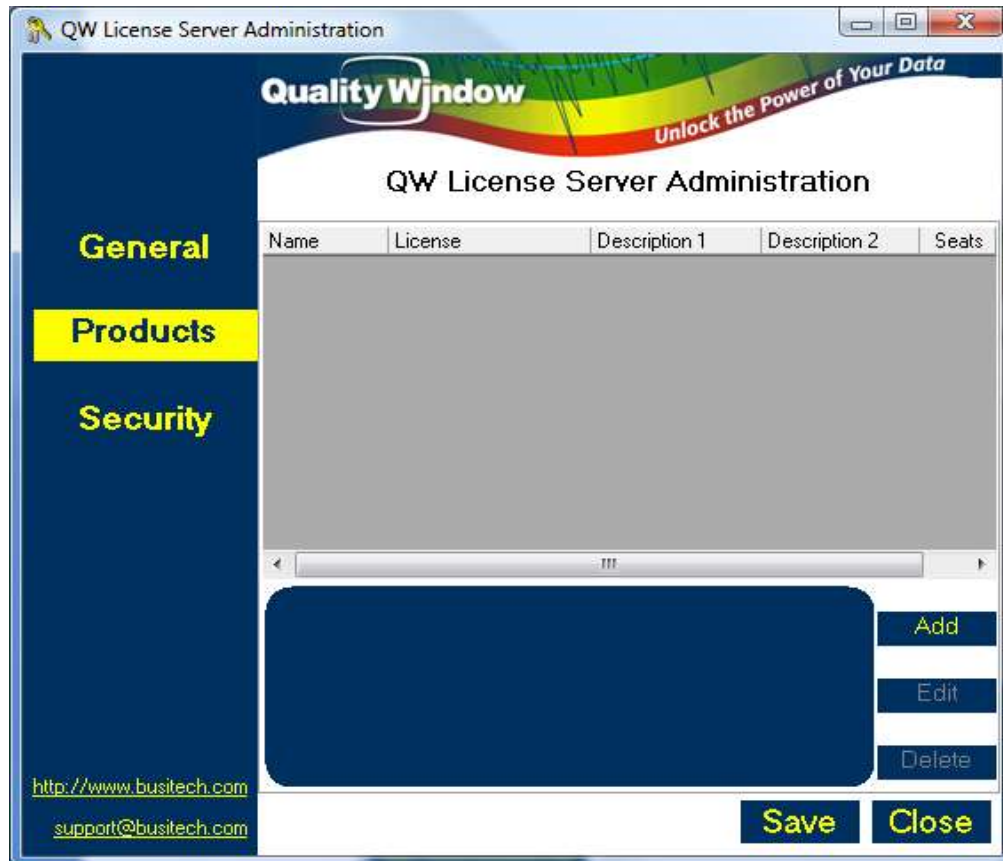 QW License Server Administration
Quality Window
Unlock the Power of Your Data
QW License Server Administration
General
Products
Security
Name License Description 1 Description 2 Seats
Add
Edit
Delete
http://www.busitech.com
support@busitech.com
Save Close